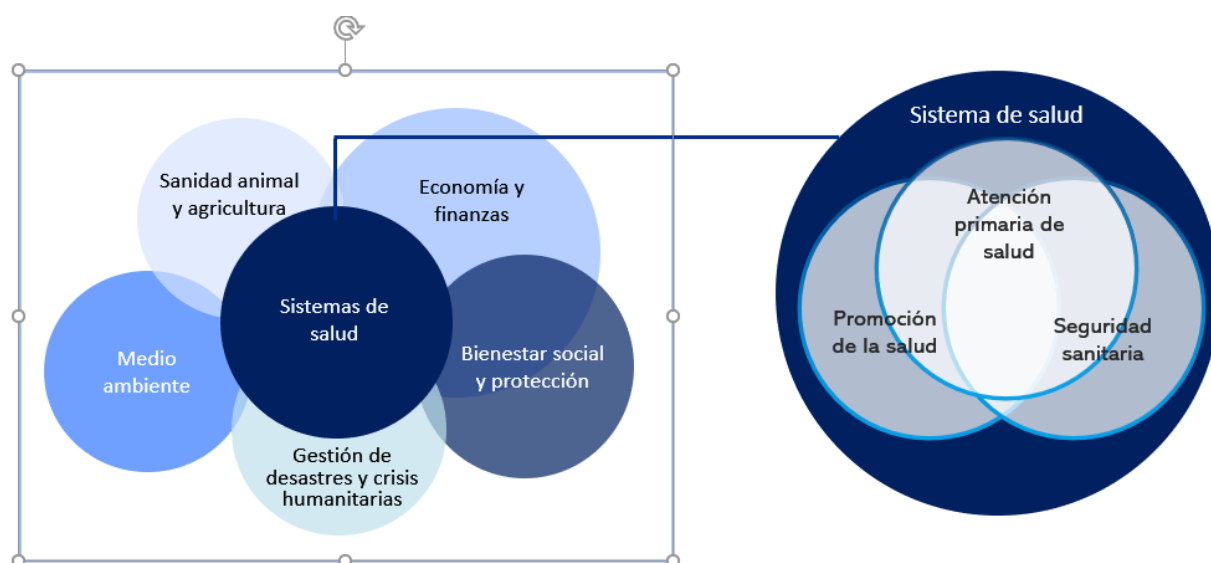 Sanidad animal
y agricultura
Economía y
finanzas
Sistemas de
salud
Medio
ambiente
Bienestar social
y protección
Gestión de
desastres y crisis
humanitarias
Sistema de salud
Atención
primaria de
salud
Promoción
de la salud
Seguridad
sanitaria